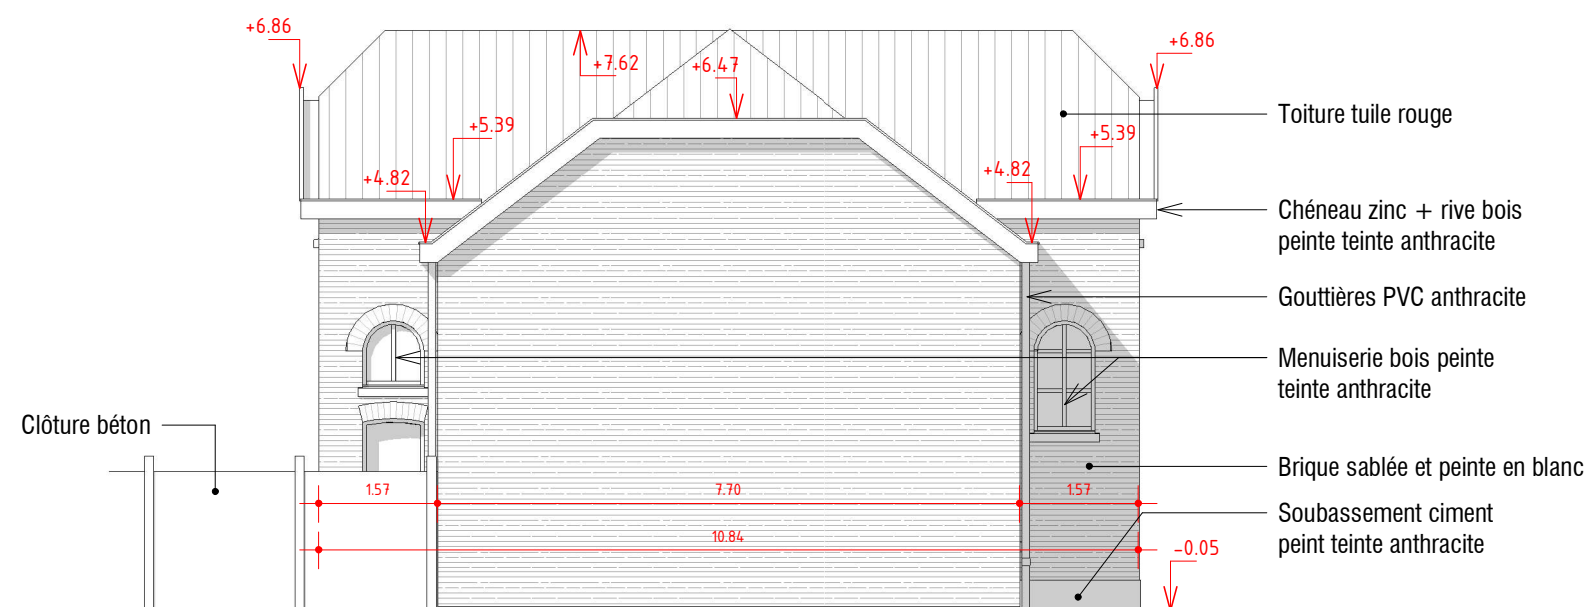 +6.86
+7.62
+6.47
+6.86
+5.39
+5.39
+4.82
+4.82
Toiture tuile rouge
Chéneau zinc + rive bois
peinte teinte anthracite
Gouttières PVC anthracite
Menuiserie bois peinte
teinte anthracite
Clôture béton
Brique sablée et peinte en blanc
1.57
7.70
1.57
Soubassement ciment
peint teinte anthracite
10.84
-0.05